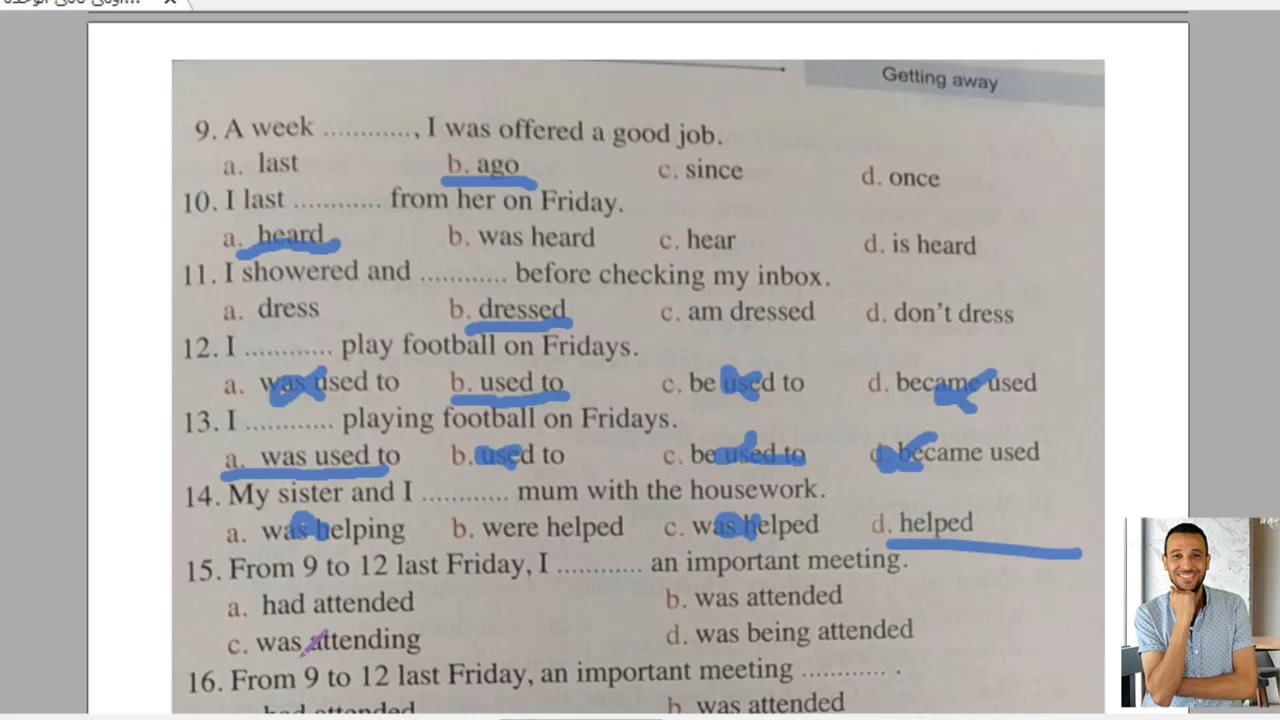 Getting away
9. A week ............, I was offered a good job.
a. last b. ago c. since d. once
10. I last ............ from her on Friday.
a. heard b. was heard c. hear d. is heard
11. I showered and ............ before checking my inbox.
a. dress b. dressed c. am dressed d. don't dress
12. I ............ play football on Fridays.
a. was used to b. used to c. be used to d. became used
13. I ............ playing football on Fridays.
a. was used to b. used to c. be used to d. became used
14. My sister and I ............ mum with the housework.
a. was helping b. were helped c. was helped d. helped
15. From 9 to 12 last Friday, I ............ an important meeting.
a. had attended b. was attended
c. was attending d. was being attended
16. From 9 to 12 last Friday, an important meeting ............ .
had attended b. was attended